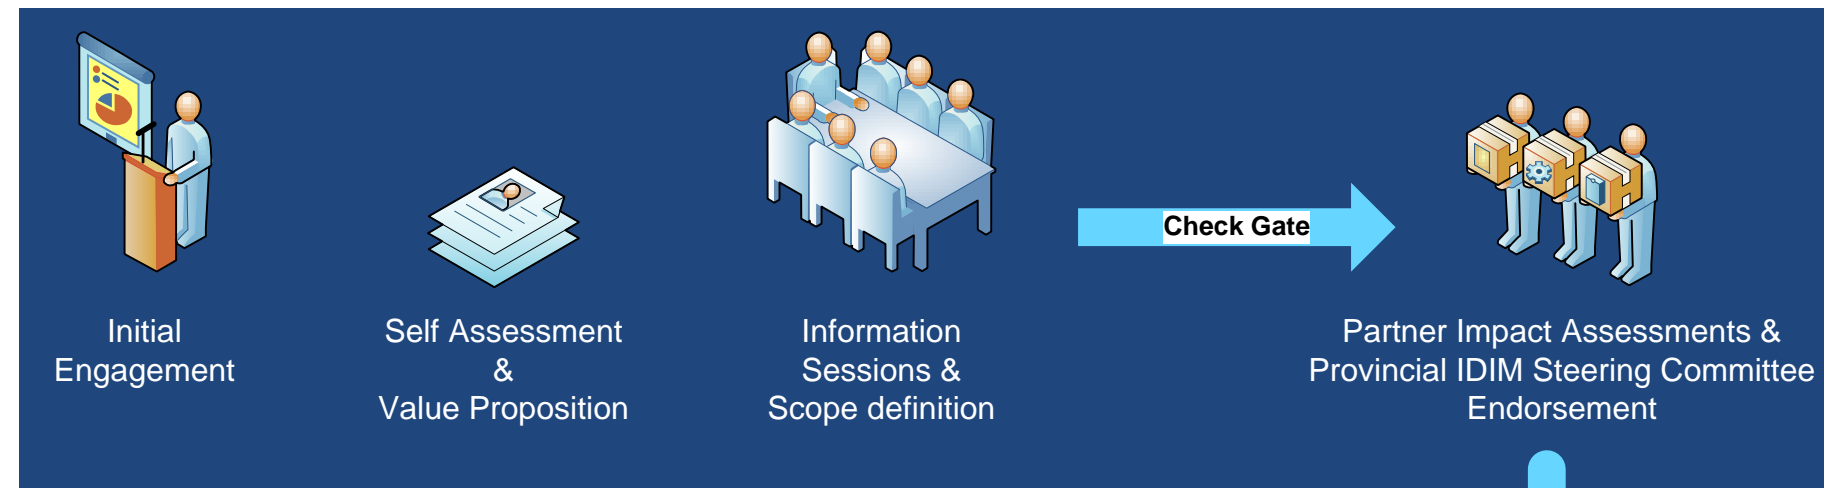 Initial
Engagement
Self Assessment
&
Value Proposition
Information
Sessions &
Scope definition
Check Gate
Partner Impact Assessments &
Provincial IDIM Steering Committee
Endorsement